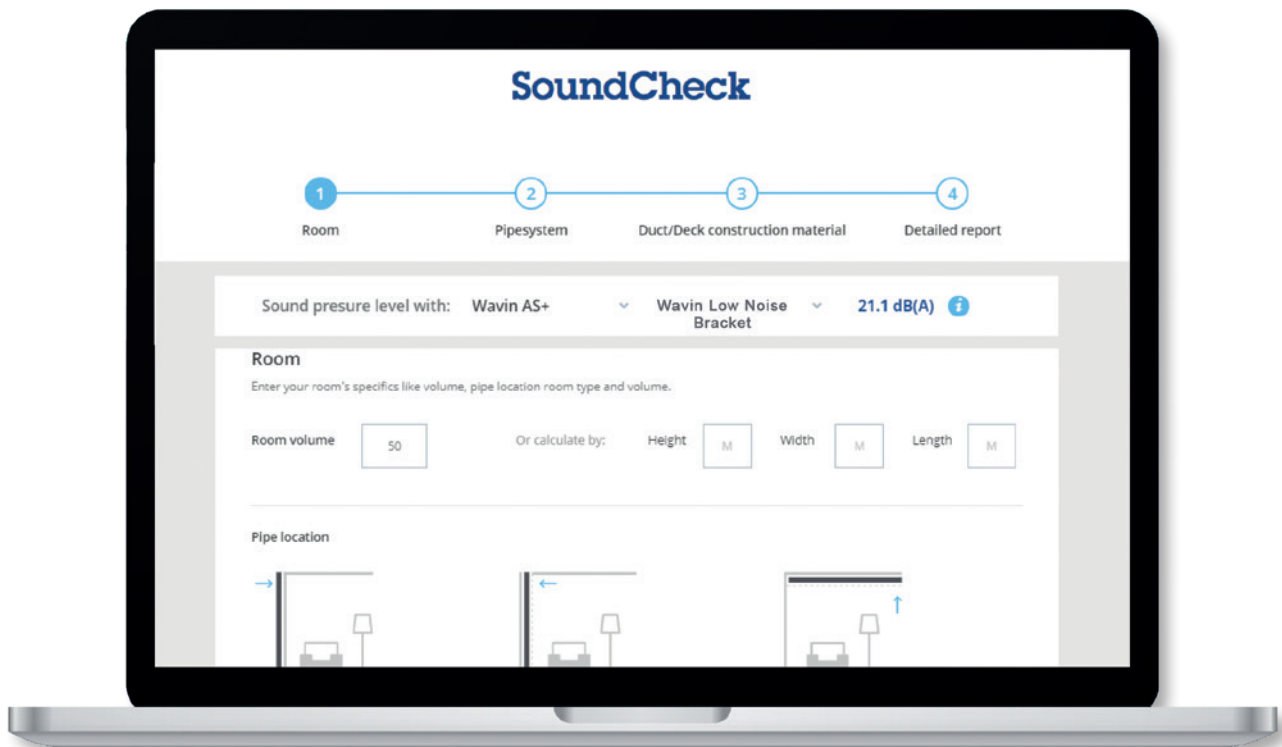 SoundCheck
1 2 3 4
Room Pipesystem Duct/Deck construction material Detailed report
Sound presure level with: Wavin AS+ Wavin Low Noise 21.1 dB(A) i
Bracket
Room
Enter your room's specifics like volume, pipe location room type and volume.
Room volume 50 Or calculate by: Height M Width M Length M
Pipe location